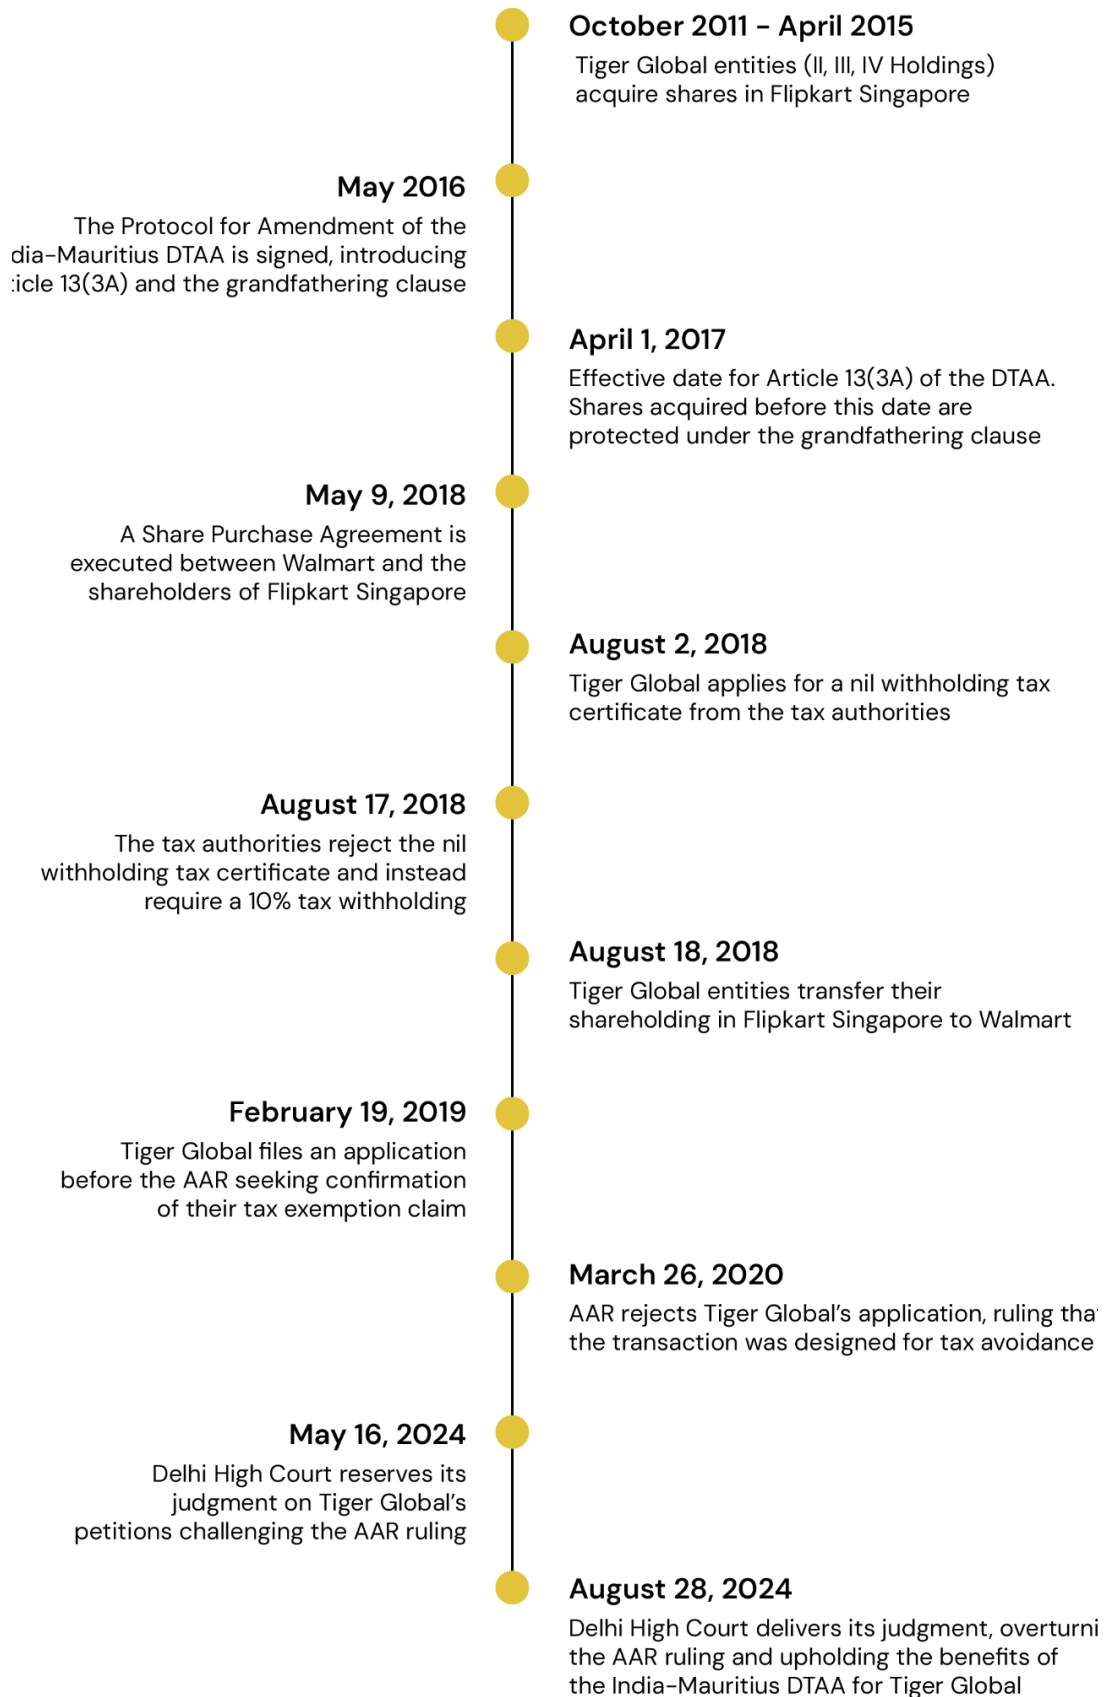 October 2011 – April 2015
Tiger Global entities (II, III, IV Holdings)
acquire shares in Flipkart Singapore
May 2016
The Protocol for Amendment of the
dia-Mauritius DTAA is signed, introducing
icle 13(3A) and the grandfathering clause
April 1, 2017
Effective date for Article 13(3A) of the DTAA.
Shares acquired before this date are
protected under the grandfathering clause
May 9, 2018
A Share Purchase Agreement is
executed between Walmart and the
shareholders of Flipkart Singapore
August 2, 2018
Tiger Global applies for a nil withholding tax
certificate from the tax authorities
August 17, 2018
The tax authorities reject the nil
withholding tax certificate and instead
require a 10% tax withholding
August 18, 2018
Tiger Global entities transfer their
shareholding in Flipkart Singapore to Walmart
February 19, 2019
Tiger Global files an application
before the AAR seeking confirmation
of their tax exemption claim
March 26, 2020
AAR rejects Tiger Global's application, ruling that
the transaction was designed for tax avoidance
May 16, 2024
Delhi High Court reserves its
judgment on Tiger Global's
petitions challenging the AAR ruling
August 28, 2024
Delhi High Court delivers its judgment, overturni
the AAR ruling and upholding the benefits of
the India-Mauritius DTAA for Tiger Global